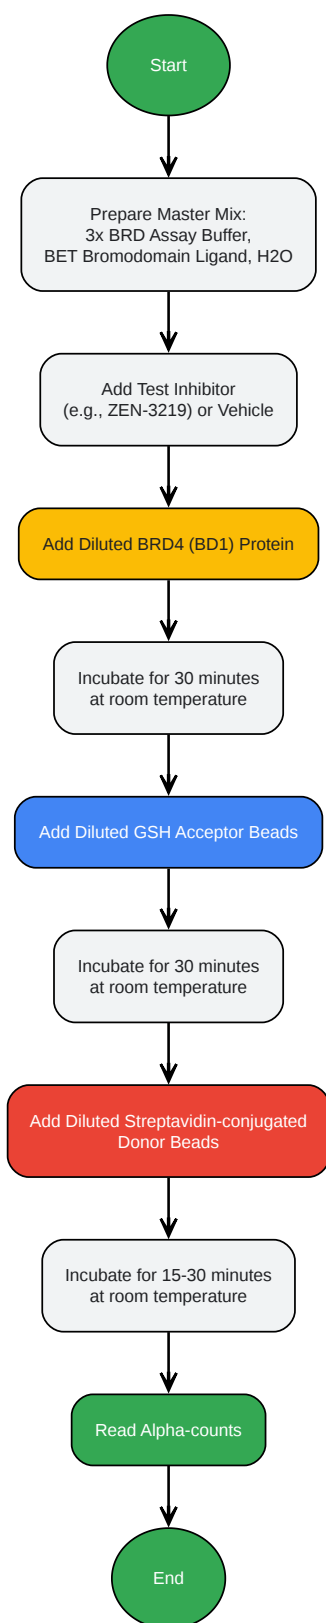 Start
Prepare Master Mix:
3x BRD Assay Buffer,
BET Bromodomain Ligand, H2O
Add Test Inhibitor
(e.g., ZEN-3219) or Vehicle
Add Diluted BRD4 (BD1) Protein
Incubate for 30 minutes
at room temperature
Add Diluted GSH Acceptor Beads
Incubate for 30 minutes
at room temperature
Add Diluted Streptavidin-conjugated
Donor Beads
Incubate for 15-30 minutes
at room temperature
Read Alpha-counts
End